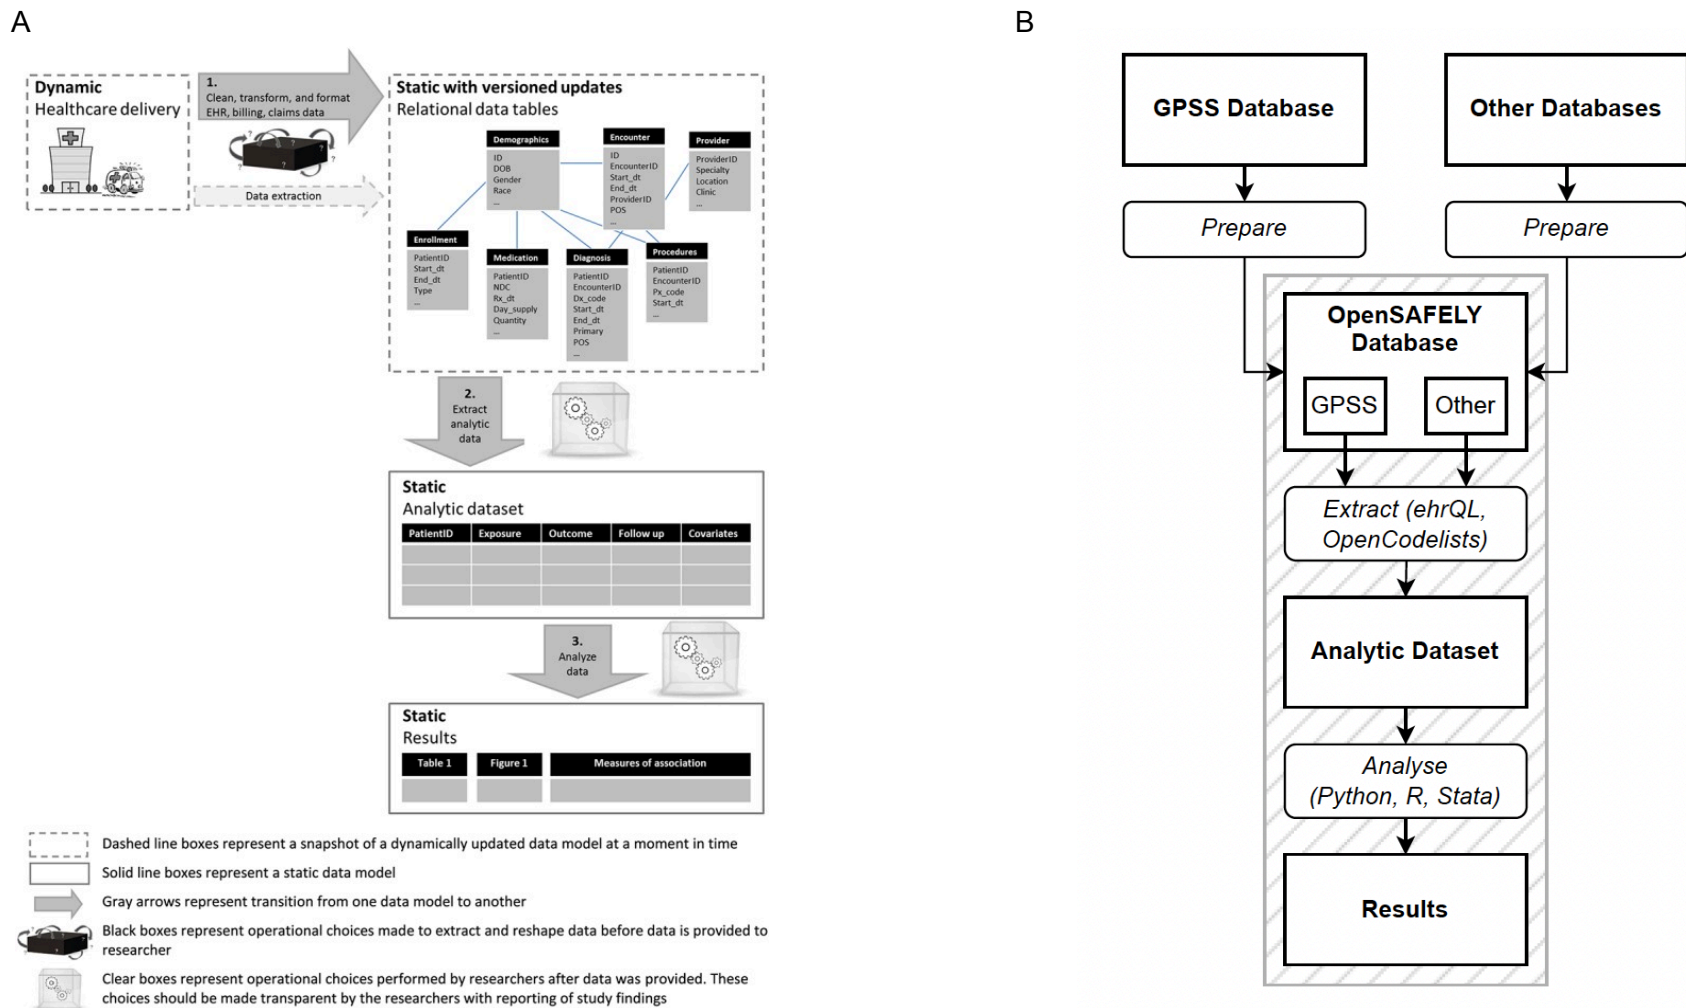 A
Dynamic
Healthcare delivery
1.
Clean, transform, and format
EHR, billing, claims data
Data extraction
Static with versioned updates
Relational data tables
Demographics
ID
DOB
Gender
Race
...
Encounter
ID
EncounterID
Start_dt
End_dt
ProviderID
POS
...
Provider
ProviderID
Specialty
Location
Clinic
...
Enrollment
PatientID
Start_dt
End_dt
Type
...
Medication
PatientID
NDC
Rx_dt
Day_supply
Quantity
...
Diagnosis
PatientID
EncounterID
Dx_code
Start_dt
End_dt
Primary
POS
...
Procedures
PatientID
EncounterID
Px_code
Start_dt
...
2.
Extract
analytic
data
Static
Analytic dataset
PatientID Exposure Outcome Follow up Covariates
3.
Analyze
data
Static
Results
Table 1 Figure 1 Measures of association
Dashed line boxes represent a snapshot of a dynamically updated data model at a moment in time
Solid line boxes represent a static data model
Gray arrows represent transition from one data model to another
Black boxes represent operational choices made to extract and reshape data before data is provided to
researcher
Clear boxes represent operational choices performed by researchers after data was provided. These
choices should be made transparent by the researchers with reporting of study findings
B
GPSS Database
Other Databases
Prepare
Prepare
OpenSAFELY
Database
GPSS
Other
Extract (ehrQL,
OpenCodelists)
Analytic Dataset
Analyse
(Python, R, Stata)
Results